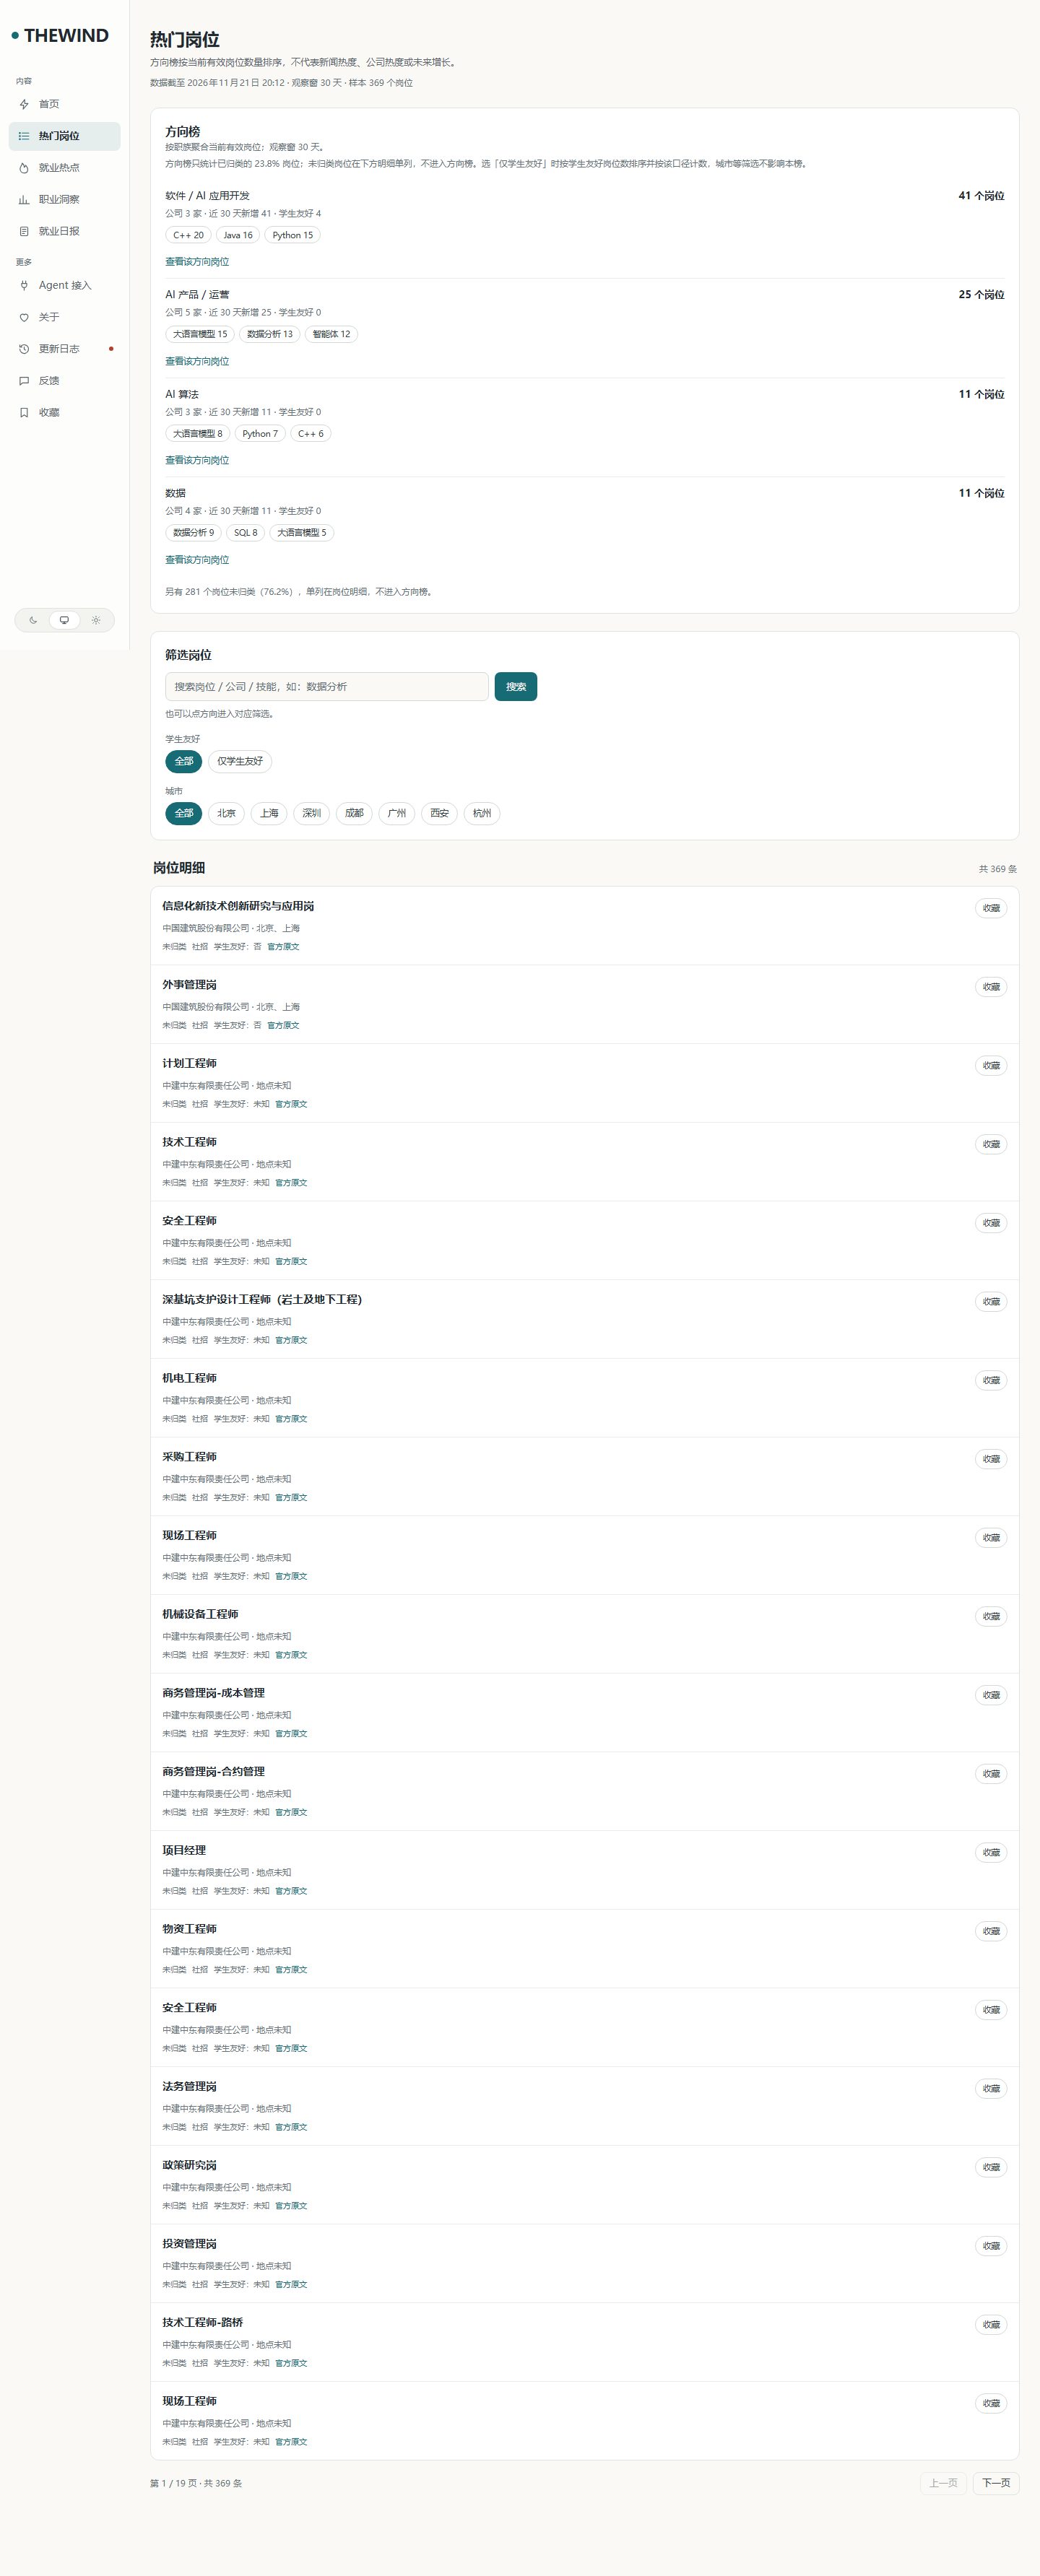 THEWIND
内容
首页
热门岗位
就业热点
职业洞察
就业日报
更多
Agent 接入
关于
更新日志
反馈
收藏
热门岗位
方向榜按当前有效岗位数量排序，不代表新闻热度、公司热度或未来增长。
数据截至 2026年11月21日 20:12 · 观察窗 30 天 · 样本 369 个岗位
方向榜
按职族聚合当前有效岗位；观察窗 30 天。
方向榜只统计已归类的 23.8% 岗位；未归类岗位在下方明细单列，不进入方向榜。选「仅学生友好」时按学生友好岗位数排序并按该口径计数，城市等筛选不影响本榜。
软件 / AI 应用开发
41 个岗位
公司 3 家 · 近 30 天新增 41 · 学生友好 4
C++ 20 Java 16 Python 15
查看该方向岗位
AI 产品 / 运营
25 个岗位
公司 5 家 · 近 30 天新增 25 · 学生友好 0
大语言模型 15 数据分析 13 智能体 12
查看该方向岗位
AI 算法
11 个岗位
公司 3 家 · 近 30 天新增 11 · 学生友好 0
大语言模型 8 Python 7 C++ 6
查看该方向岗位
数据
11 个岗位
公司 4 家 · 近 30 天新增 11 · 学生友好 0
数据分析 9 SQL 8 大语言模型 5
查看该方向岗位
另有 281 个岗位未归类（76.2%），单列在岗位明细，不进入方向榜。
筛选岗位
搜索岗位 / 公司 / 技能，如：数据分析 搜索
也可以点方向进入对应筛选。
学生友好
全部 仅学生友好
城市
全部 北京 上海 深圳 成都 广州 西安 杭州
岗位明细
共 369 条
信息化新技术创新研究与应用岗
收藏
中国建筑股份有限公司 · 北京、上海
未归类 社招 学生友好：否 官方原文
外事管理岗
收藏
中国建筑股份有限公司 · 北京、上海
未归类 社招 学生友好：否 官方原文
计划工程师
收藏
中建中东有限责任公司 · 地点未知
未归类 社招 学生友好：未知 官方原文
技术工程师
收藏
中建中东有限责任公司 · 地点未知
未归类 社招 学生友好：未知 官方原文
安全工程师
收藏
中建中东有限责任公司 · 地点未知
未归类 社招 学生友好：未知 官方原文
深基坑支护设计工程师（岩土及地下工程）
收藏
中建中东有限责任公司 · 地点未知
未归类 社招 学生友好：未知 官方原文
机电工程师
收藏
中建中东有限责任公司 · 地点未知
未归类 社招 学生友好：未知 官方原文
采购工程师
收藏
中建中东有限责任公司 · 地点未知
未归类 社招 学生友好：未知 官方原文
现场工程师
收藏
中建中东有限责任公司 · 地点未知
未归类 社招 学生友好：未知 官方原文
机械设备工程师
收藏
中建中东有限责任公司 · 地点未知
未归类 社招 学生友好：未知 官方原文
商务管理岗-成本管理
收藏
中建中东有限责任公司 · 地点未知
未归类 社招 学生友好：未知 官方原文
商务管理岗-合约管理
收藏
中建中东有限责任公司 · 地点未知
未归类 社招 学生友好：未知 官方原文
项目经理
收藏
中建中东有限责任公司 · 地点未知
未归类 社招 学生友好：未知 官方原文
物资工程师
收藏
中建中东有限责任公司 · 地点未知
未归类 社招 学生友好：未知 官方原文
安全工程师
收藏
中建中东有限责任公司 · 地点未知
未归类 社招 学生友好：未知 官方原文
法务管理岗
收藏
中建中东有限责任公司 · 地点未知
未归类 社招 学生友好：未知 官方原文
政策研究岗
收藏
中建中东有限责任公司 · 地点未知
未归类 社招 学生友好：未知 官方原文
投资管理岗
收藏
中建中东有限责任公司 · 地点未知
未归类 社招 学生友好：未知 官方原文
技术工程师-路桥
收藏
中建中东有限责任公司 · 地点未知
未归类 社招 学生友好：未知 官方原文
现场工程师
收藏
中建中东有限责任公司 · 地点未知
未归类 社招 学生友好：未知 官方原文
第 1 / 19 页 · 共 369 条
上一页 下一页